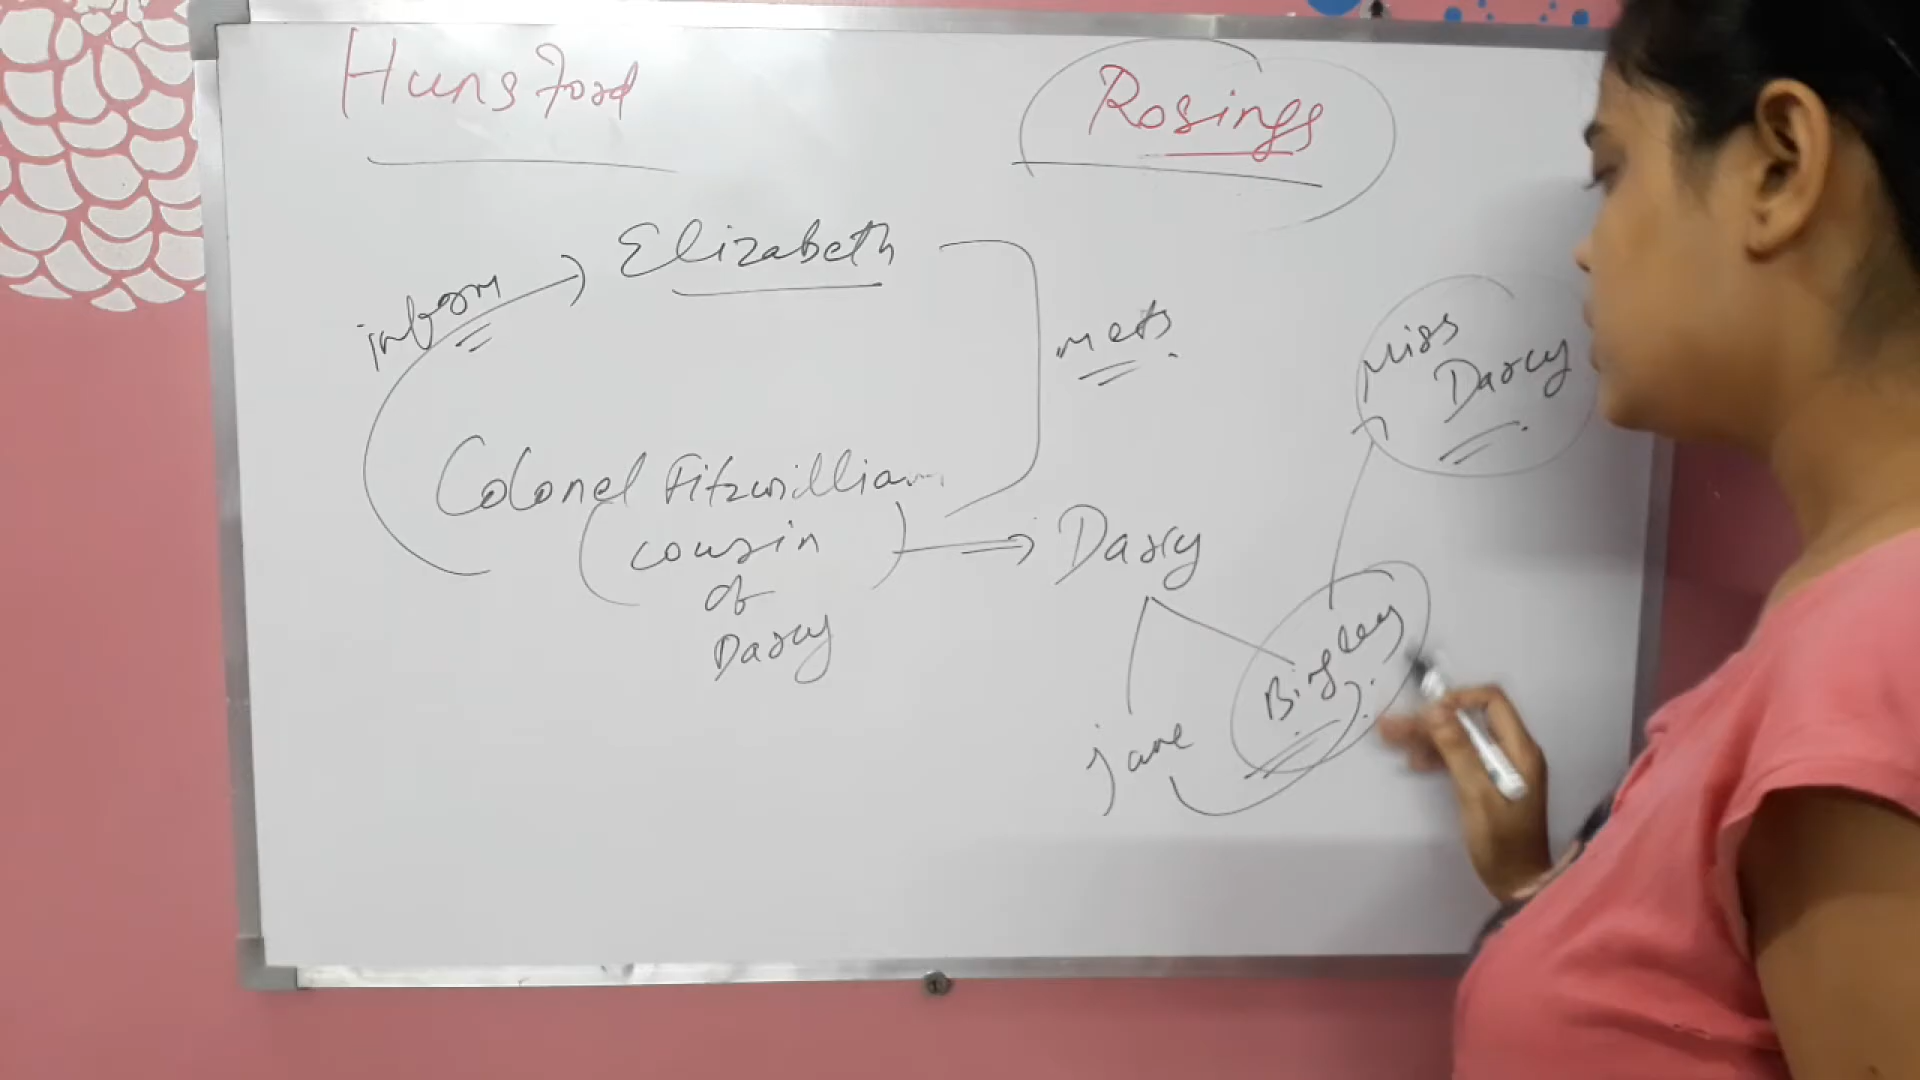 Hunsford
Rosings
Elizabeth
inform
mets.
Miss
Darcy
Colonel Fitzwilliam
(cousin
of
Darcy
)
Darcy
Bingley
jane